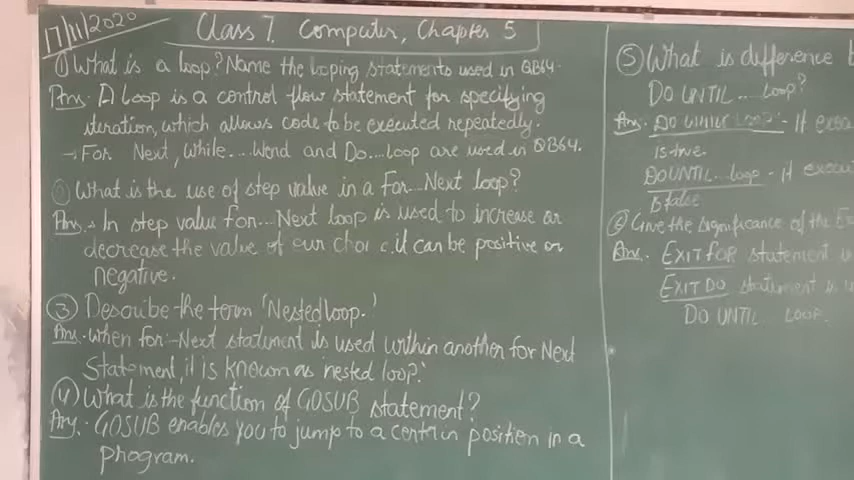 17/11/2020
Class 7. Computer, Chapter 5
① What is a loop? Name the looping statements used in QB64.
Ans. A Loop is a control flow statement for specifying
iteration, which allows code to be executed repeatedly.
→ For Next, While....Wend and Do....Loop are used in QB64.
What is the use of step value in a For...Next loop?
Ans. In step value for...Next loop is used to increase or
decrease the value of our it can be positive or
negative.
③ Describe the term 'Nested loop.'
Ans. when for-Next statement is used within another for Next
Statement, it is known as nested loop.
④ What is the function of GOSUB statement?
Ans. GOSUB enables you to jump to a certain position in a
program.
⑤ What is difference b
DO UNTIL....Loop?
Ans. DO WHILE LOOP - It exec
is true.
DO UNTIL...loop - it execu
is false
⑥ Give the significance of the E
Ans. EXIT FOR statement
EXIT DO statement is
DO UNTIL... LOOP.